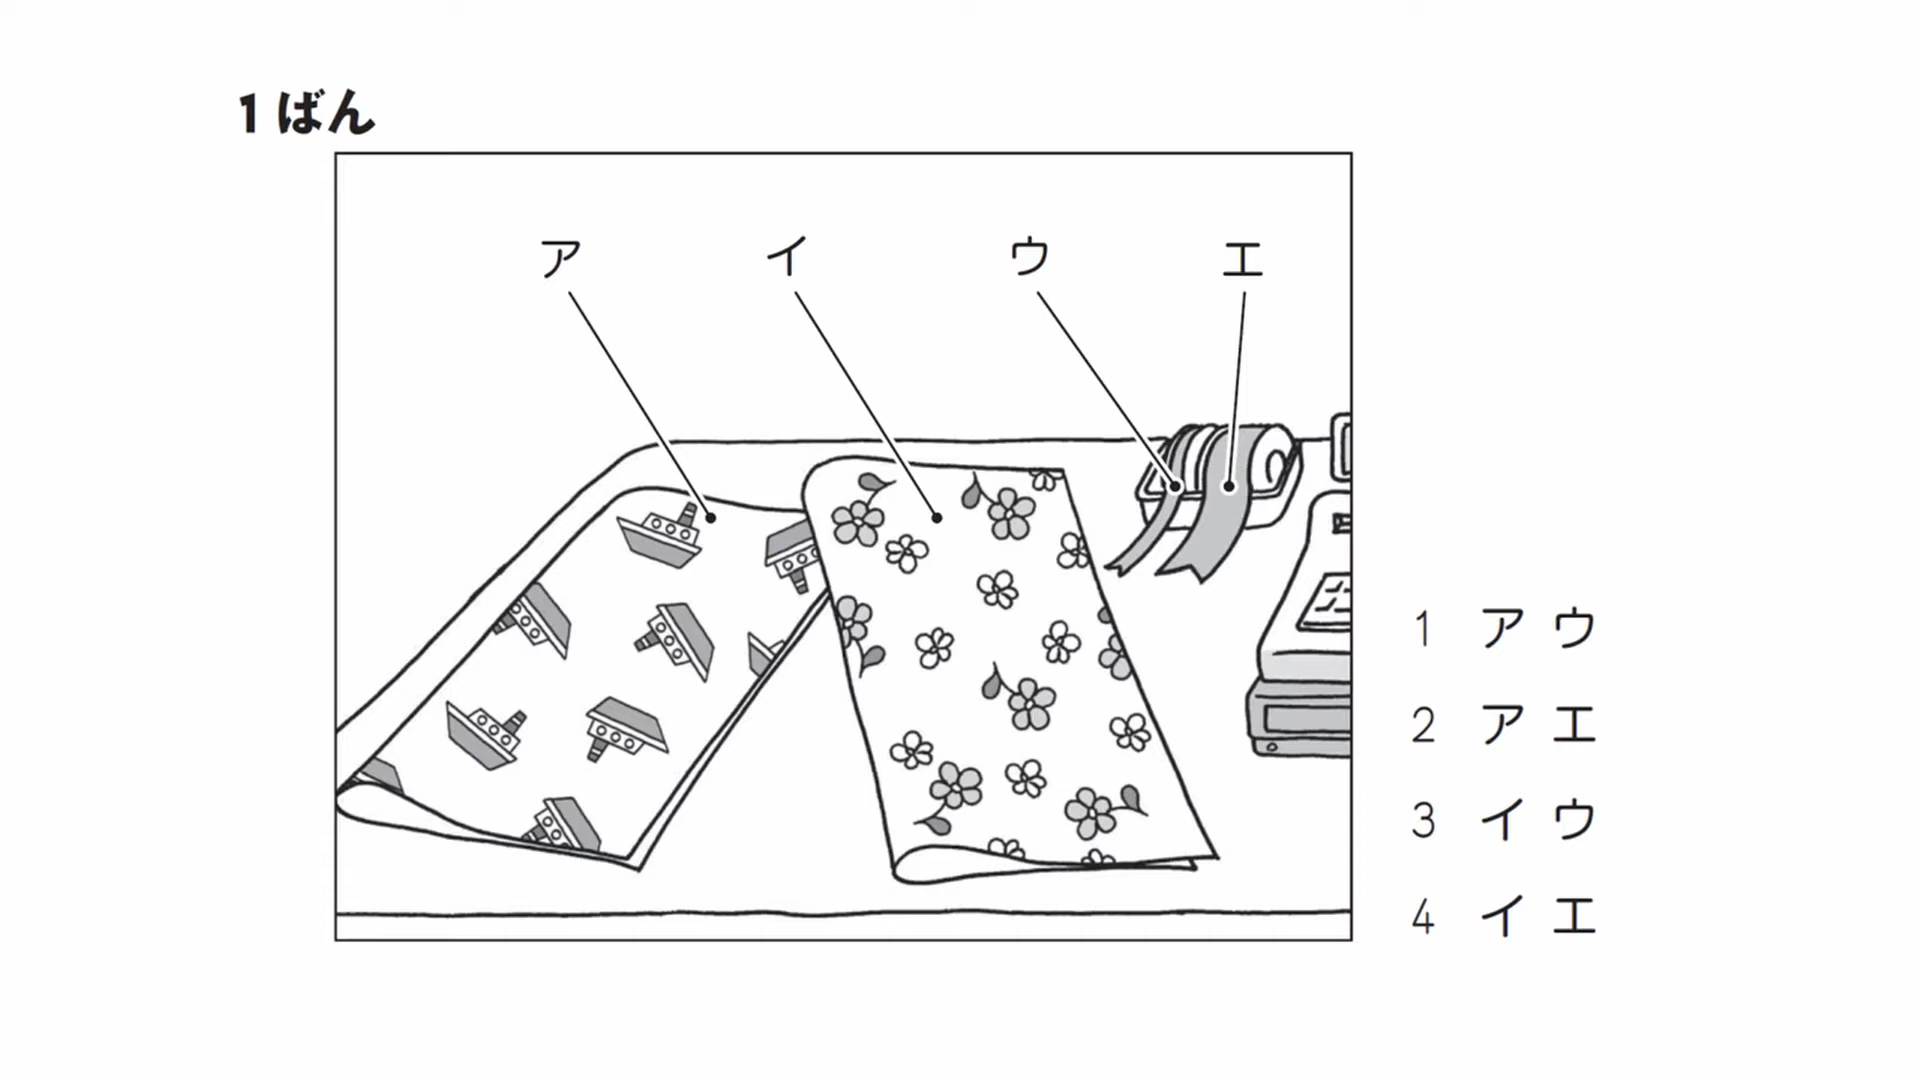 1ばん
ア イ ウ エ
1 ア ウ
2 ア エ
3 イ ウ
4 イ エ